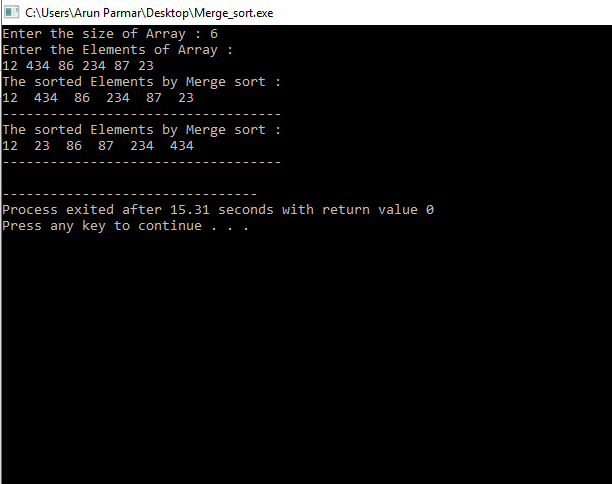 C:\Users\Arun Parmar\Desktop\Merge_sort.exe
Enter the size of Array : 6
Enter the Elements of Array :
12 434 86 234 87 23
The sorted Elements by Merge sort :
12  434  86  234  87  23
-----------------------------------
The sorted Elements by Merge sort :
12  23  86  87  234  434
-----------------------------------

--------------------------------
Process exited after 15.31 seconds with return value 0
Press any key to continue . . .